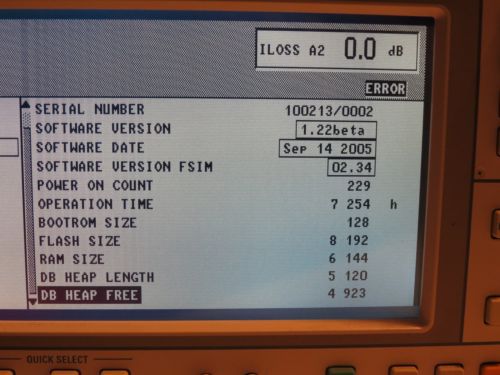 ILOSS A2 0.0 dB
ERROR
SERIAL NUMBER 100213/0002
SOFTWARE VERSION 1.22beta
SOFTWARE DATE Sep 14 2005
SOFTWARE VERSION FSIM 02.34
POWER ON COUNT 229
OPERATION TIME 7 254 h
BOOTROM SIZE 128
FLASH SIZE 8 192
RAM SIZE 6 144
DB HEAP LENGTH 5 120
DB HEAP FREE 4 923
QUICK SELECT